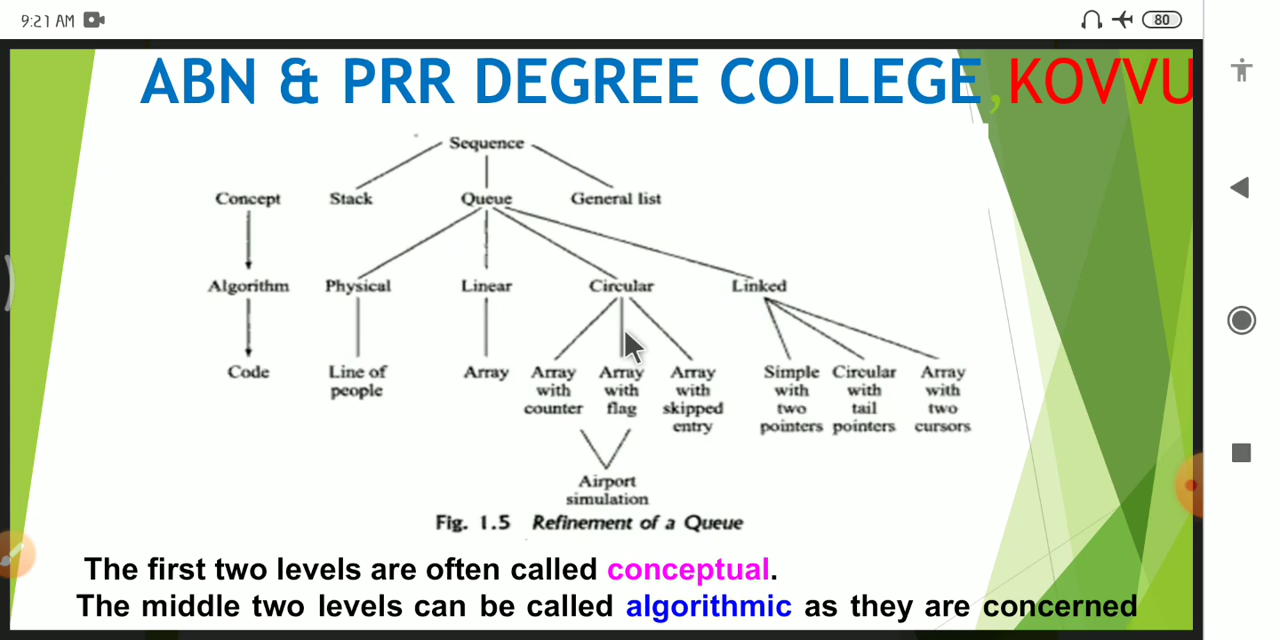 9:21 AM
80
ABN & PRR DEGREE COLLEGE,KOVVU
Sequence
Concept Stack Queue General list
Algorithm Physical Linear Circular Linked
Code Line of people Array Array with counter Array with flag Array with skipped entry Simple with two pointers Circular with tail pointers Array with two cursors
Airport
simulation
Fig. 1.5 Refinement of a Queue
The first two levels are often called conceptual.
The middle two levels can be called algorithmic as they are concerned